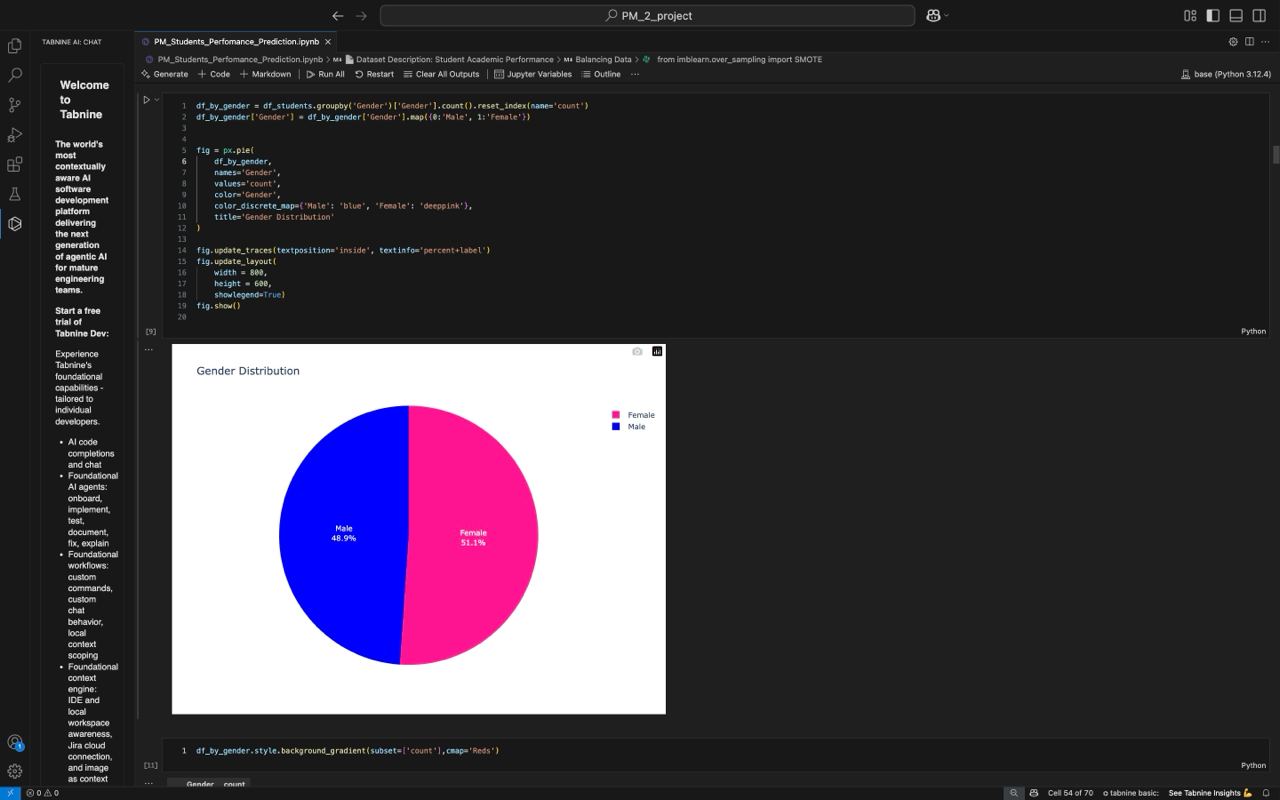 PM_2_project
TABNINE AI: CHAT
Welcome
to
Tabnine
The world's
most
contextually
aware AI
software
development
platform
delivering
the next
generation
of agentic AI
for mature
engineering
teams.
Start a free
trial of
Tabnine Dev:
Experience
Tabnine's
foundational
capabilities -
tailored to
individual
developers.
• AI code
completions
and chat
• Foundational
AI agents:
onboard,
implement,
test,
document,
fix, explain
• Foundational
workflows:
custom
commands,
custom
chat
behavior,
local
context
scoping
• Foundational
context
engine:
IDE and
local
workspace
awareness,
Jira cloud
connection,
and image
as context
PM_Students_Perfomance_Prediction.ipynb
PM_Students_Perfomance_Prediction.ipynb > M↓ Dataset Description: Student Academic Performance > M↓ Balancing Data > from imblearn.over_sampling import SMOTE
Generate + Code + Markdown | Run All Restart Clear All Outputs | Jupyter Variables Outline ...
base (Python 3.12.4)
1 df_by_gender = df_students.groupby('Gender')['Gender'].count().reset_index(name='count')
2 df_by_gender['Gender'] = df_by_gender['Gender'].map({0:'Male', 1:'Female'})
3
4
5 fig = px.pie(
6 df_by_gender,
7 names='Gender',
8 values='count',
9 color='Gender',
10 color_discrete_map={'Male': 'blue', 'Female': 'deeppink'},
11 title='Gender Distribution'
12 )
13
14 fig.update_traces(textposition='inside', textinfo='percent+label')
15 fig.update_layout(
16 width = 800,
17 height = 600,
18 showlegend=True)
19 fig.show()
20
[9]
Python
Gender Distribution
Female
Male
Male
48.9%
Female
51.1%
1 df_by_gender.style.background_gradient(subset=['count'],cmap='Reds')
[11]
Python
Gender count
1
0 0
Cell 54 of 70
tabnine basic:
See Tabnine Insights 💪